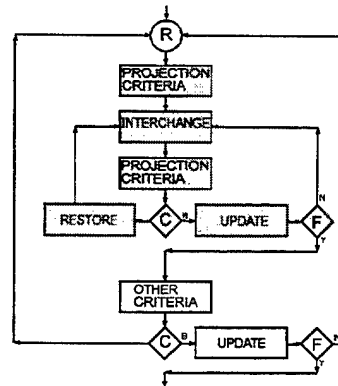 R
PROJECTION
CRITERIA
INTERCHANGE
PROJECTION
CRITERIA
N
RESTORE
C
B
UPDATE
F
Y
OTHER
CRITERIA
C
B
UPDATE
F
N
Y